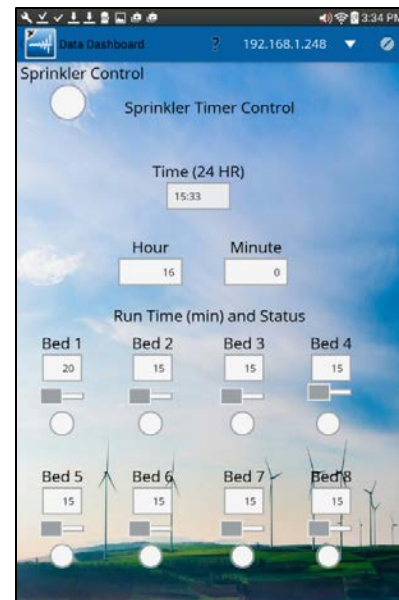 3:34 PM
Data Dashboard ? 192.168.1.248
Sprinkler Control
Sprinkler Timer Control
Time (24 HR)
15:33
Hour Minute
16 0
Run Time (min) and Status
Bed 1 Bed 2 Bed 3 Bed 4
20 15 15 15
Bed 5 Bed 6 Bed 7 Bed 8
15 15 15 15